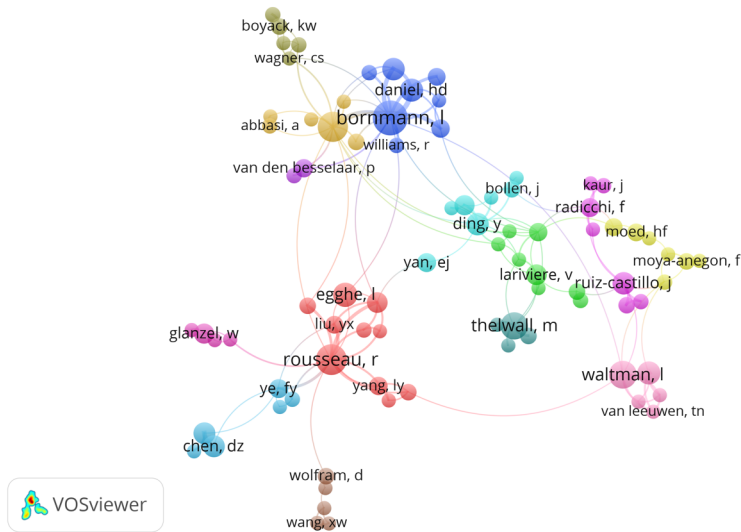 boyack, kw
wagner, cs
daniel, hd
bornmann, l
abbasi, a
williams, r
van den besselaar, p
bollen, j
kaur, j
radicchi, f
ding, y
moed, hf
yan, ej
lariviere, v
moya-anegon, f
ruiz-castillo, j
egghe, l
liu, yx
thelwall, m
glanzel, w
rousseau, r
waltman, l
ye, fy
yang, ly
van leeuwen, tn
chen, dz
wolfram, d
wang, xw
VOSviewer